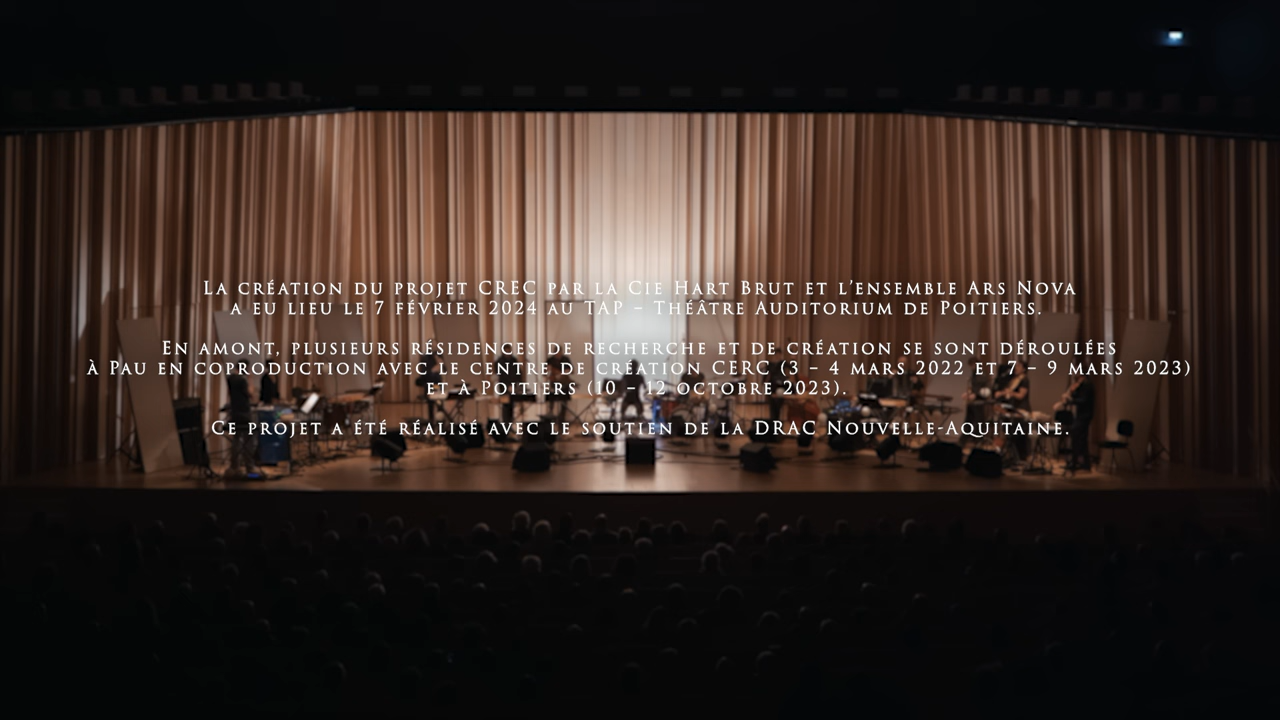 La création du projet CREC par la Cie Hart Brut et l'ensemble Ars Nova
a eu lieu le 7 février 2024 au TAP – Théâtre Auditorium de Poitiers.
En amont, plusieurs résidences de recherche et de création se sont déroulées
à Pau en coproduction avec le centre de création CERC (3 – 4 mars 2022 et 7 – 9 mars 2023)
et à Poitiers (10 – 12 octobre 2023).
Ce projet a été réalisé avec le soutien de la DRAC Nouvelle-Aquitaine.